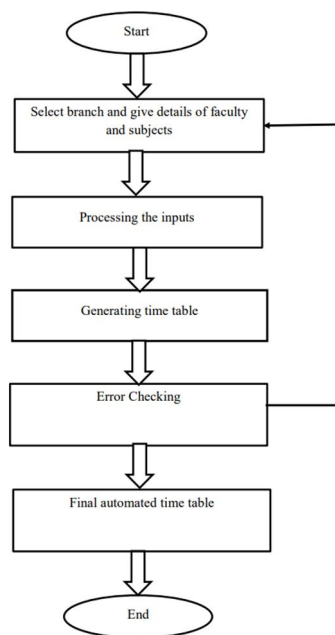 Start
Select branch and give details of faculty
and subjects
Processing the inputs
Generating time table
Error Checking
Final automated time table
End